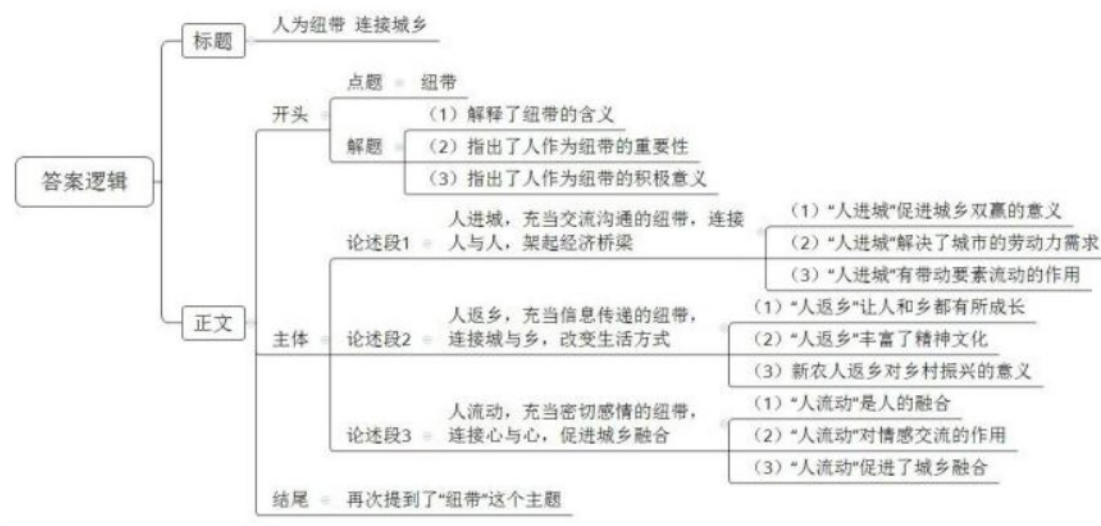 答案逻辑
标题
人为纽带 连接城乡
正文
开头
点题
纽带
解题
（1）解释了纽带的含义
（2）指出了人作为纽带的重要性
（3）指出了人作为纽带的积极意义
主体
论述段1
人进城，充当交流沟通的纽带，连接
人与人，架起经济桥梁
（1）“人进城”促进城乡双赢的意义
（2）“人进城”解决了城市的劳动力需求
（3）“人进城”有带动要素流动的作用
论述段2
人返乡，充当信息传递的纽带，
连接城与乡，改变生活方式
（1）“人返乡”让人和乡都有所成长
（2）“人返乡”丰富了精神文化
（3）新农人返乡对乡村振兴的意义
论述段3
人流动，充当密切感情的纽带，
连接心与心，促进城乡融合
（1）“人流动”是人的融合
（2）“人流动”对情感交流的作用
（3）“人流动”促进了城乡融合
结尾
再次提到了“纽带”这个主题